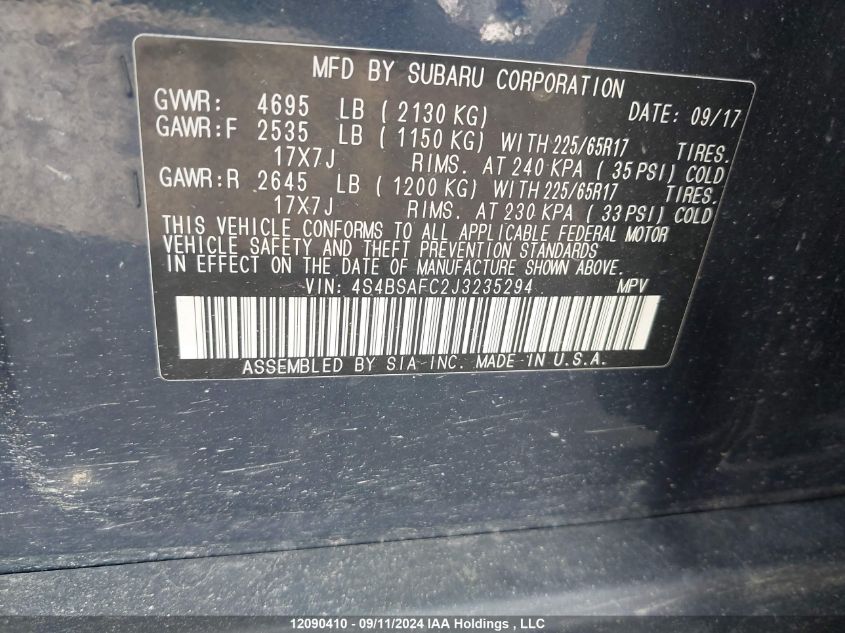 MFD BY SUBARU CORPORATION
GVWR: 4695 LB ( 2130 KG) DATE: 09/17
GAWR:F 2535 LB ( 1150 KG) WITH 225/65R17 TIRES.
17X7J RIMS. AT 240 KPA ( 35 PSI) COLD
GAWR:R 2645 LB ( 1200 KG) WITH 225/65R17 TIRES.
17X7J RIMS. AT 230 KPA ( 33 PSI) COLD
THIS VEHICLE CONFORMS TO ALL APPLICABLE FEDERAL MOTOR
VEHICLE SAFETY AND THEFT PREVENTION STANDARDS
IN EFFECT ON THE DATE OF MANUFACTURE SHOWN ABOVE.
VIN: 4S4BSAFC2J3235294 MPV
ASSEMBLED BY SIA-INC. MADE IN U.S.A.
12090410 - 09/11/2024 IAA Holdings , LLC